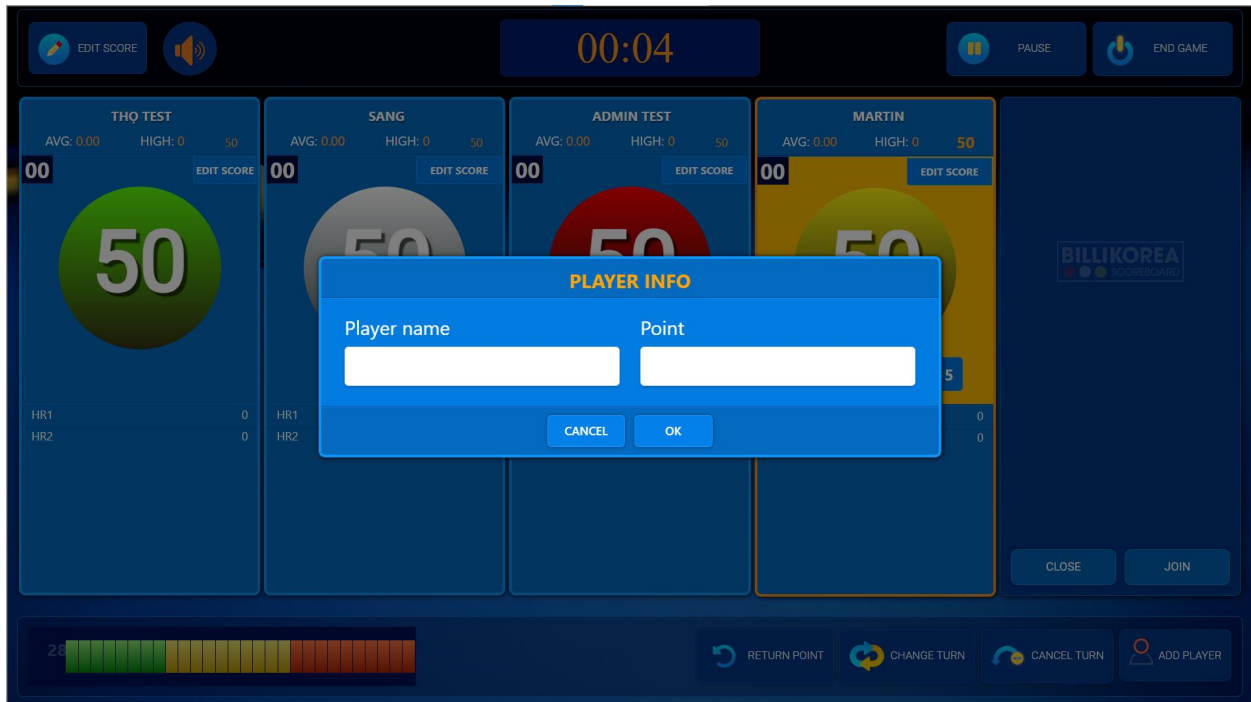 EDIT SCORE
00:04
PAUSE
END GAME
THỌ TEST
AVG: 0.00 HIGH: 0 50
00 EDIT SCORE
50
HR1 0
HR2 0
SANG
AVG: 0.00 HIGH: 0 50
00 EDIT SCORE
50
HR1
HR2
ADMIN TEST
AVG: 0.00 HIGH: 0 50
00 EDIT SCORE
50
MARTIN
AVG: 0.00 HIGH: 0 50
00 EDIT SCORE
50
5
0
0
BILLIKOREA
SCOREBOARD
CLOSE
JOIN
PLAYER INFO
Player name
Point
CANCEL
OK
28
RETURN POINT
CHANGE TURN
CANCEL TURN
ADD PLAYER